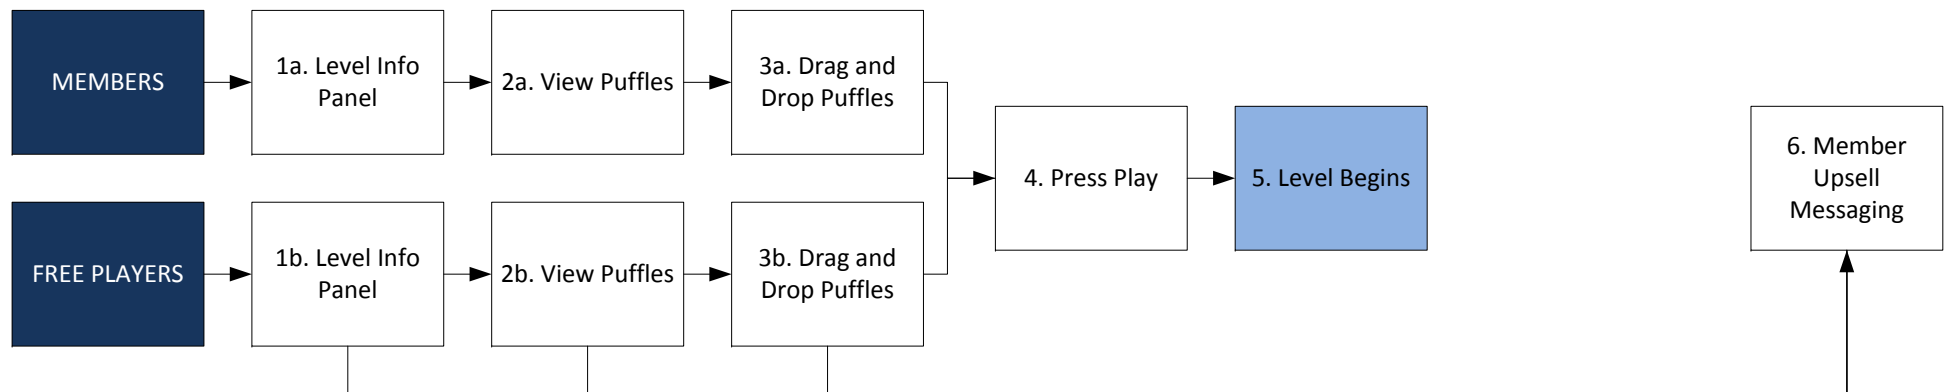 MEMBERS
1a. Level Info
Panel
2a. View Puffles
3a. Drag and
Drop Puffles
4. Press Play
5. Level Begins
6. Member
Upsell
Messaging
FREE PLAYERS
1b. Level Info
Panel
2b. View Puffles
3b. Drag and
Drop Puffles